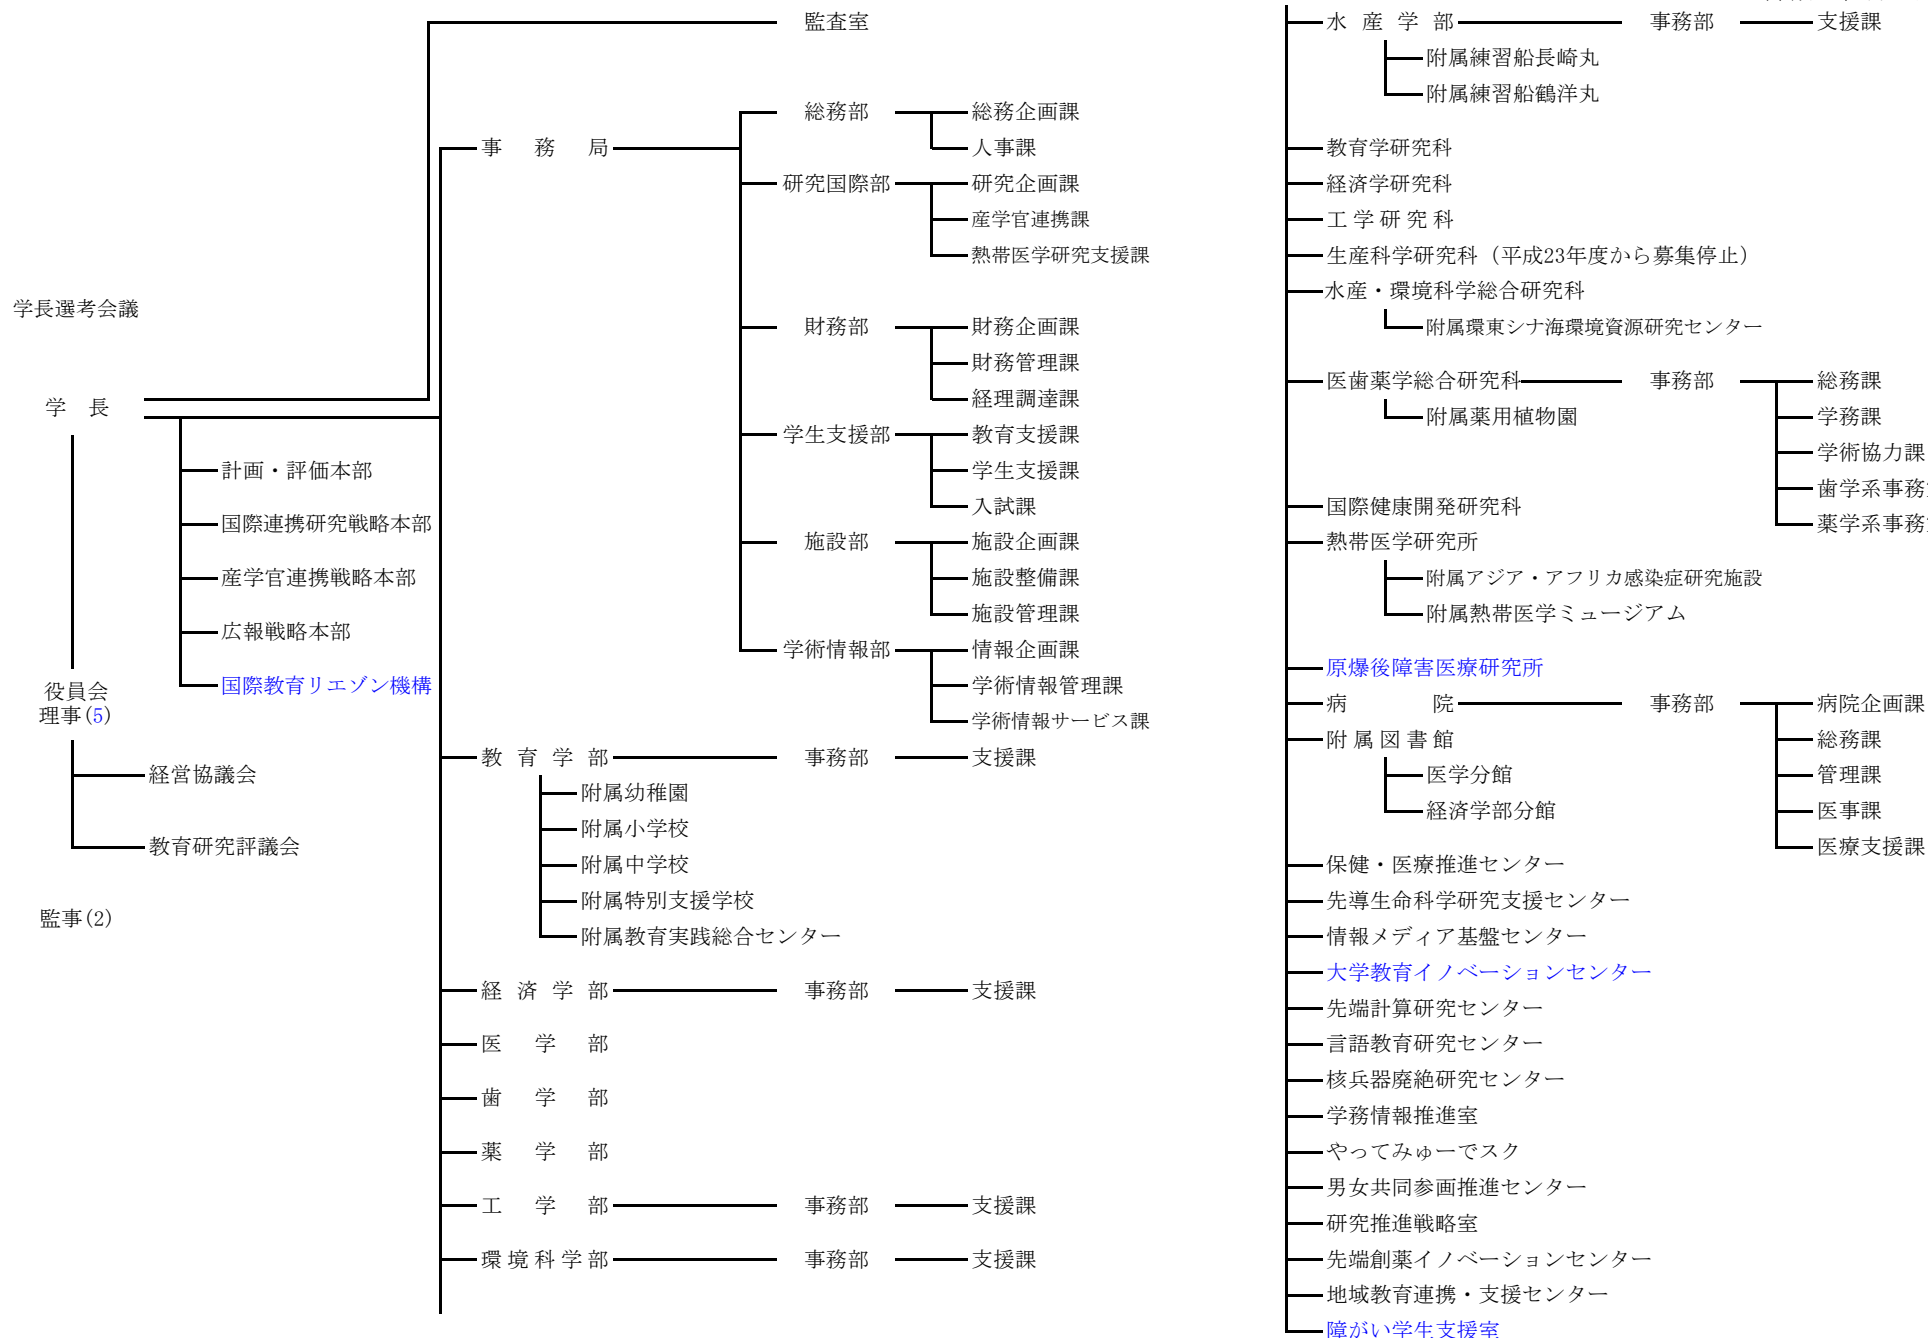 監査室
事務局
総務部
総務企画課
人事課
研究国際部
研究企画課
産学官連携課
熱帯医学研究支援課
財務部
財務企画課
財務管理課
経理調達課
学生支援部
教育支援課
学生支援課
入試課
施設部
施設企画課
施設整備課
施設管理課
学術情報部
情報企画課
学術情報管理課
学術情報サービス課
学長選考会議
学長
計画・評価本部
国際連携研究戦略本部
産学官連携戦略本部
広報戦略本部
国際教育リエゾン機構
役員会
理事(5)
経営協議会
教育研究評議会
監事(2)
教育学部 事務部 支援課
附属幼稚園
附属小学校
附属中学校
附属特別支援学校
附属教育実践総合センター
経済学部 事務部 支援課
医学部
歯学部
薬学部
工学部 事務部 支援課
環境科学部 事務部 支援課
水産学部 事務部 支援課
附属練習船長崎丸
附属練習船鶴洋丸
教育学研究科
経済学研究科
工学研究科
生産科学研究科（平成23年度から募集停止）
水産・環境科学総合研究科
附属環東シナ海環境資源研究センター
医歯薬学総合研究科 事務部 総務課
附属薬用植物園
学務課
学術協力課
歯学系事務
薬学系事務
国際健康開発研究科
熱帯医学研究所
附属アジア・アフリカ感染症研究施設
附属熱帯医学ミュージアム
原爆後障害医療研究所
病院 事務部 病院企画課
総務課
管理課
医事課
医療支援課
附属図書館
医学分館
経済学部分館
保健・医療推進センター
先導生命科学研究支援センター
情報メディア基盤センター
大学教育イノベーションセンター
先端計算研究センター
言語教育研究センター
核兵器廃絶研究センター
学務情報推進室
やってみゅーでスク
男女共同参画推進センター
研究推進戦略室
先端創薬イノベーションセンター
地域教育連携・支援センター
障がい学生支援室